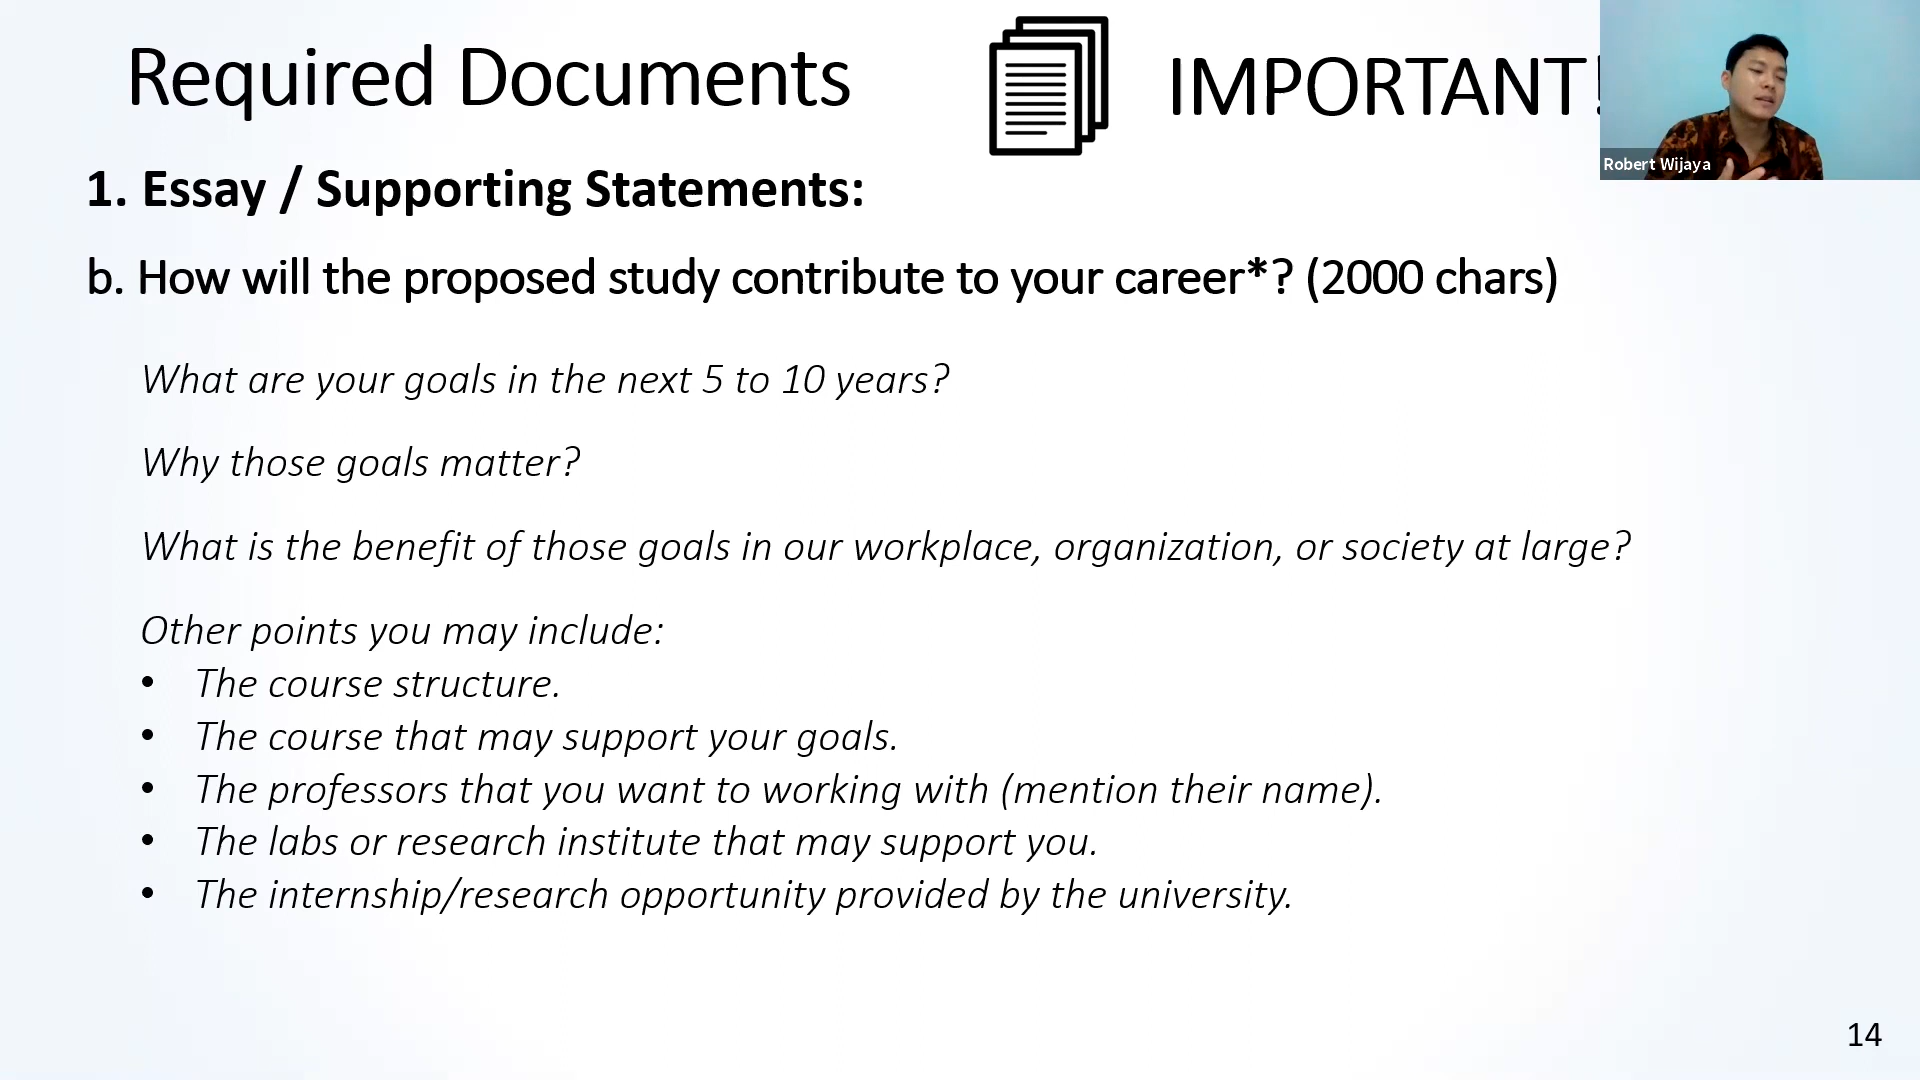 Required Documents
IMPORTANT!
Robert Wijaya
1. Essay / Supporting Statements:
b. How will the proposed study contribute to your career*? (2000 chars)
What are your goals in the next 5 to 10 years?
Why those goals matter?
What is the benefit of those goals in our workplace, organization, or society at large?
Other points you may include:
• The course structure.
• The course that may support your goals.
• The professors that you want to working with (mention their name).
• The labs or research institute that may support you.
• The internship/research opportunity provided by the university.
14